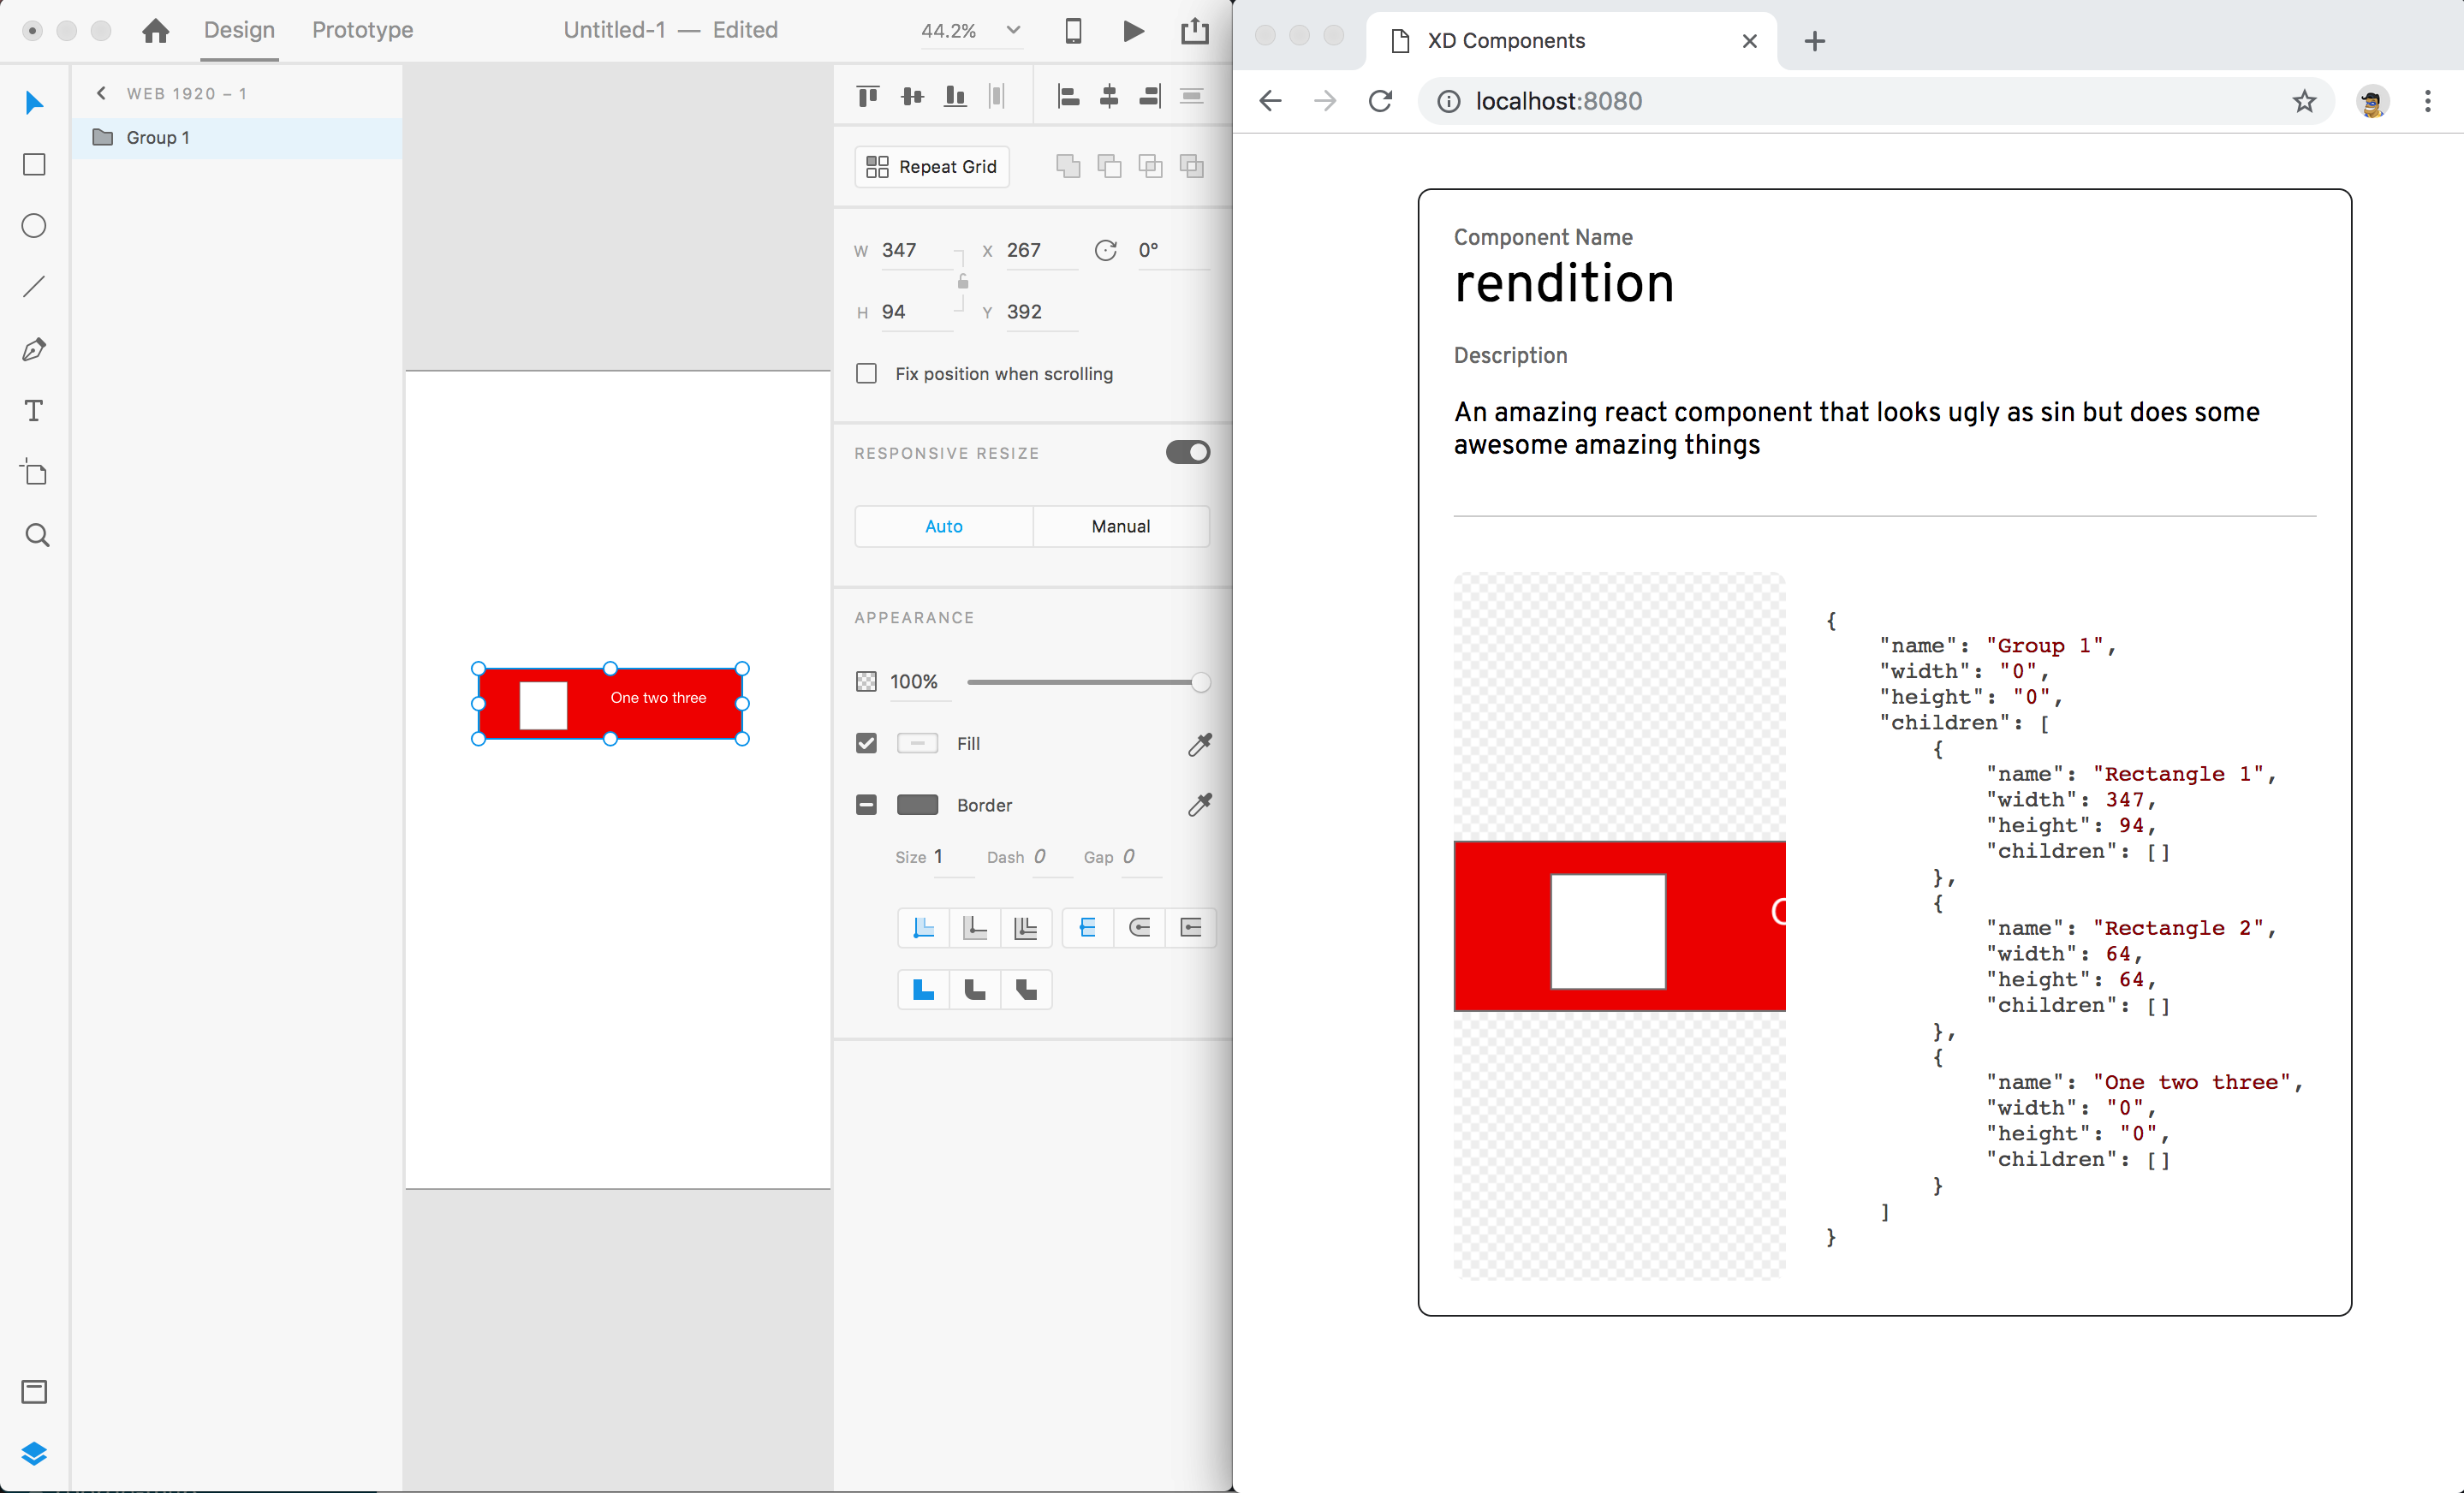 Design Prototype Untitled-1 — Edited 44.2%
WEB 1920 – 1
Group 1
One two three
Repeat Grid
W 347 X 267 0°
H 94 Y 392
Fix position when scrolling
RESPONSIVE RESIZE
Auto Manual
APPEARANCE
100%
Fill
Border
Size 1 Dash 0 Gap 0
XD Components
localhost:8080
Component Name
rendition
Description
An amazing react component that looks ugly as sin but does some
awesome amazing things
{
"name": "Group 1",
"width": "0",
"height": "0",
"children": [
{
"name": "Rectangle 1",
"width": 347,
"height": 94,
"children": []
},
{
"name": "Rectangle 2",
"width": 64,
"height": 64,
"children": []
},
{
"name": "One two three",
"width": "0",
"height": "0",
"children": []
}
]
}